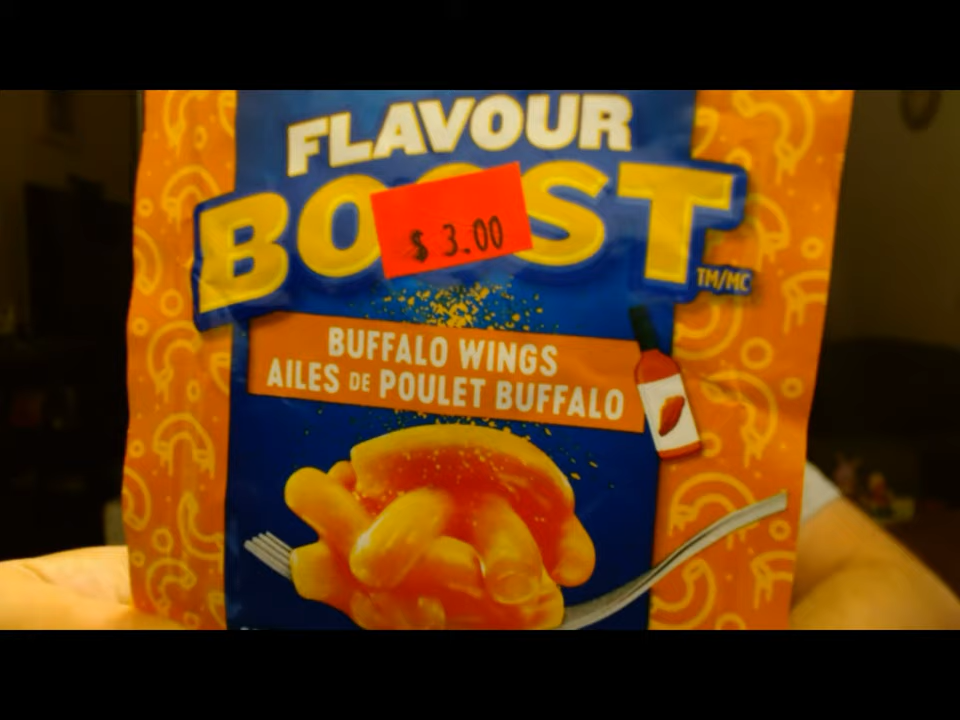 FLAVOUR
BOOST
TM/MC
$ 3.00
BUFFALO WINGS
AILES DE POULET BUFFALO